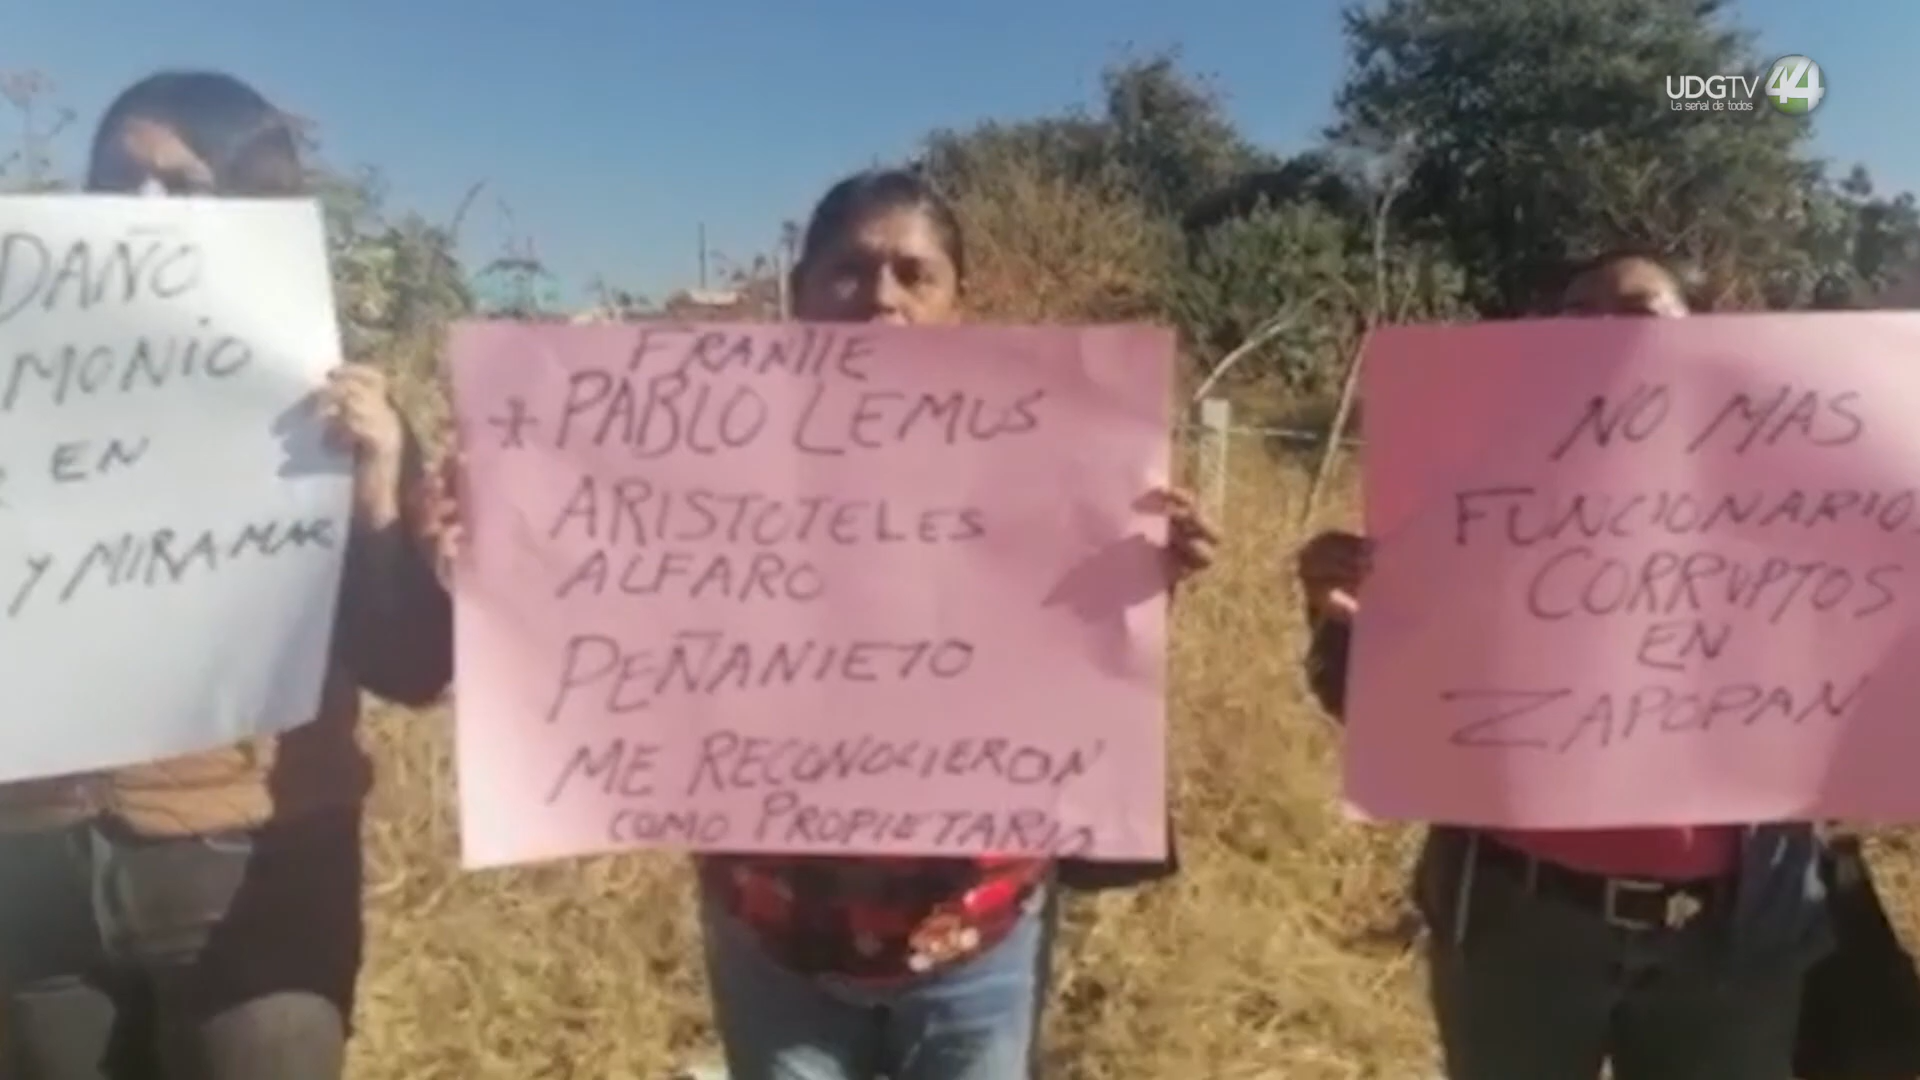 DAÑO
MONIO
EN
Y MIRAMAR
FRANTIE
* PABLO LEMUS
ARISTOTELES
ALFARO
PEÑANIETO
ME RECONOCIERON
COMO PROPIETARIO
NO MAS
FUNCIONARIOS
CORRUPTOS
EN
ZAPOPAN
UDGTV 44
La señal de todos